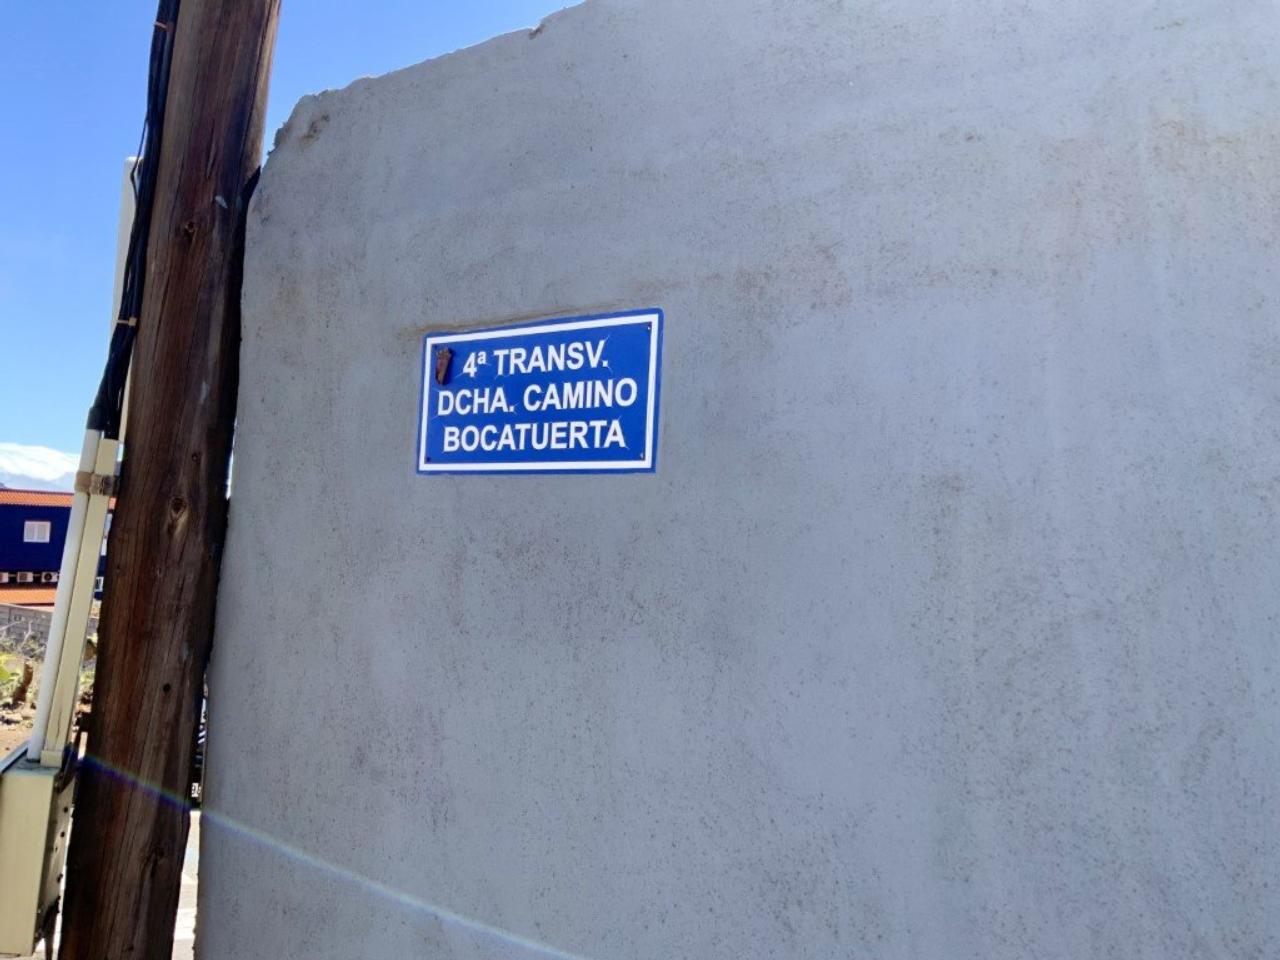 4ª TRANSV.
DCHA. CAMINO
BOCATUERTA